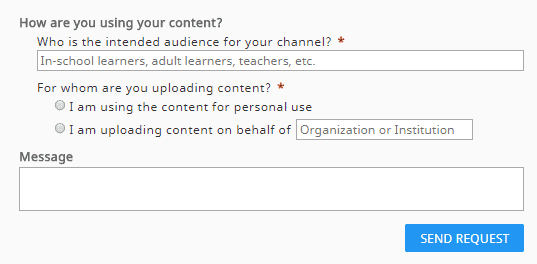 How are you using your content?
Who is the intended audience for your channel? *
In-school learners, adult learners, teachers, etc.
For whom are you uploading content? *
I am using the content for personal use
I am uploading content on behalf of Organization or Institution
Message
SEND REQUEST